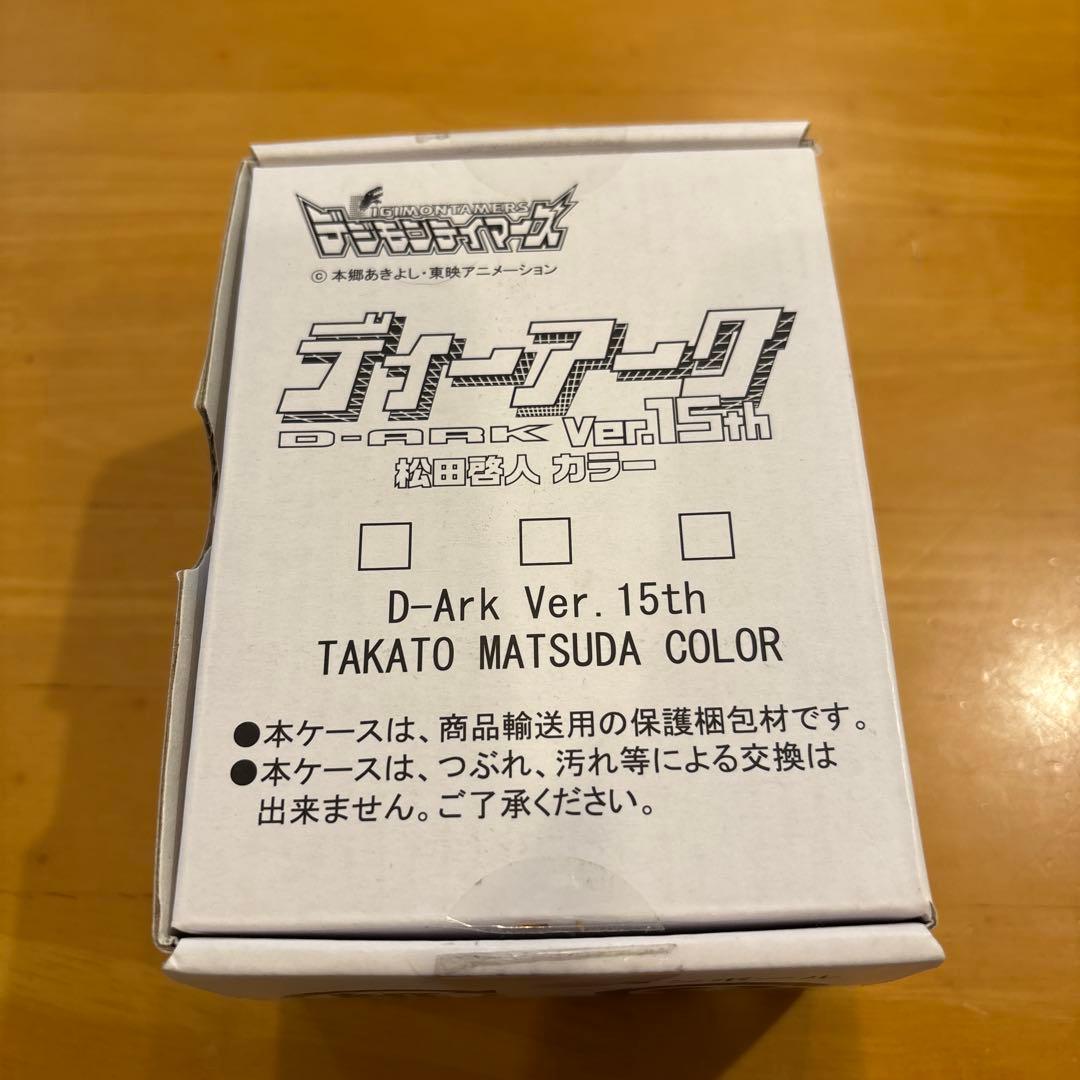 DIGIMONTAMERS
デジモンテイマーズ
© 本郷あきよし・東映アニメーション
ディーアーク
D-ARK Ver.15th
松田啓人 カラー
D-Ark Ver.15th
TAKATO MATSUDA COLOR
●本ケースは、商品輸送用の保護梱包材です。
●本ケースは、つぶれ、汚れ等による交換は
出来ません。ご了承ください。